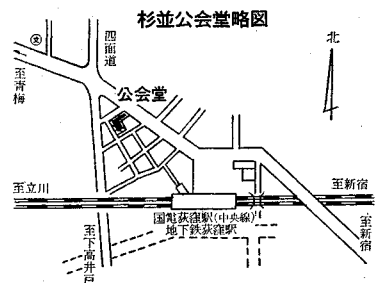 杉並公会堂略図
北
文
四面道
至青梅
公会堂
至立川
至新宿
国電荻窪駅(中央線)
地下鉄荻窪駅
至下高井戸
至新宿